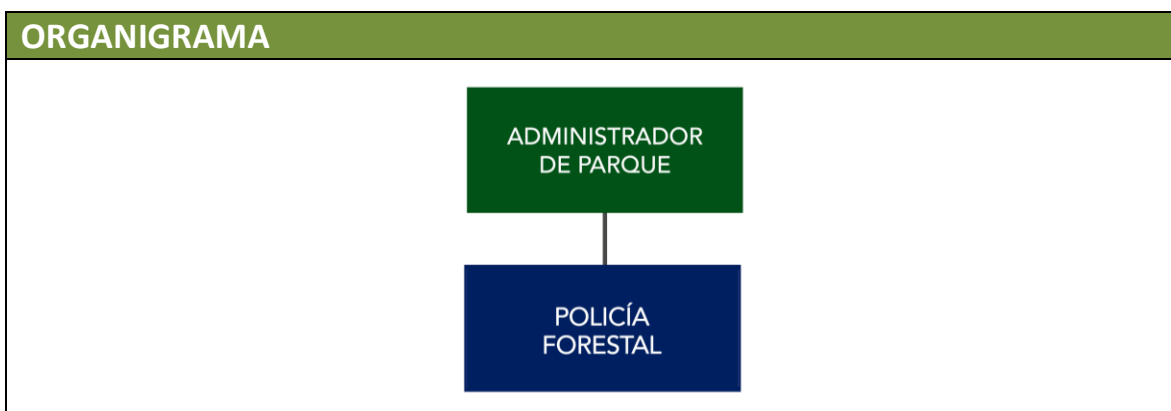 ORGANIGRAMA
ADMINISTRADOR
DE PARQUE
POLICÍA
FORESTAL